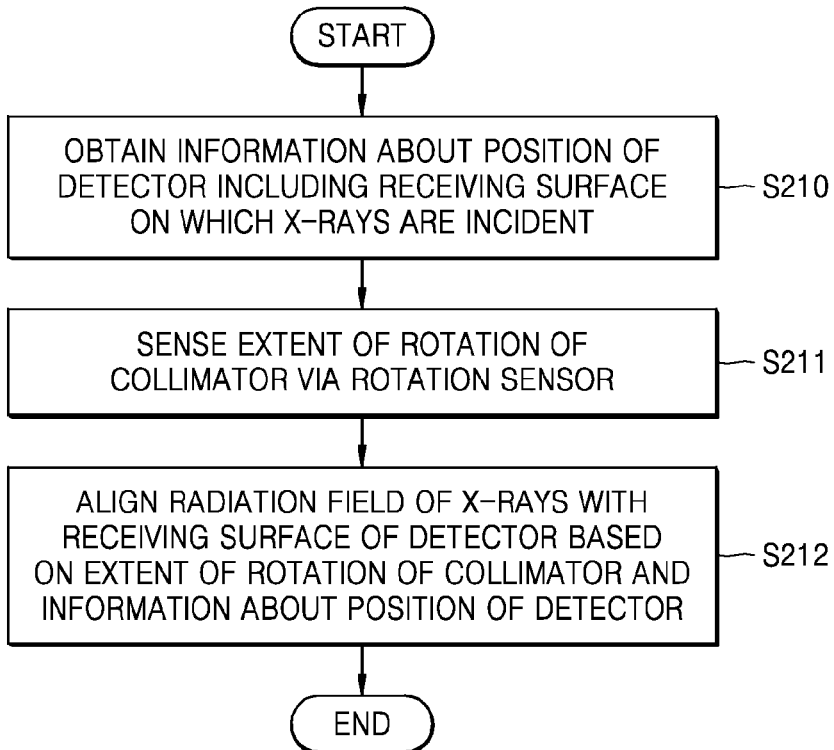 START
OBTAIN INFORMATION ABOUT POSITION OF
DETECTOR INCLUDING RECEIVING SURFACE
ON WHICH X-RAYS ARE INCIDENT
S210
SENSE EXTENT OF ROTATION OF
COLLIMATOR VIA ROTATION SENSOR
S211
ALIGN RADIATION FIELD OF X-RAYS WITH
RECEIVING SURFACE OF DETECTOR BASED
ON EXTENT OF ROTATION OF COLLIMATOR AND
INFORMATION ABOUT POSITION OF DETECTOR
S212
END